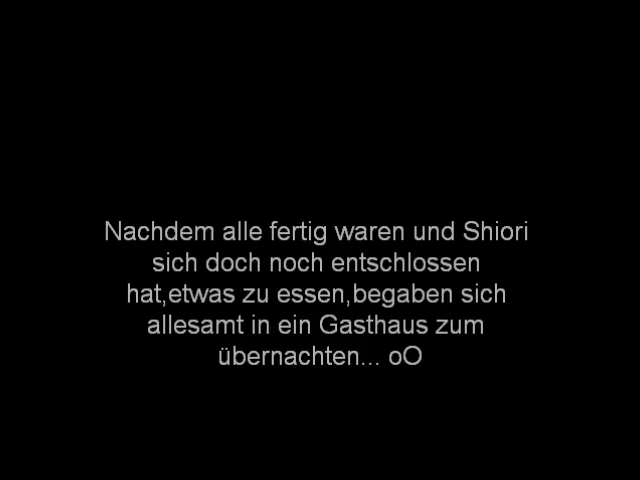 Nachdem alle fertig waren und Shiori
sich doch noch entschlossen
hat,etwas zu essen,begaben sich
allesamt in ein Gasthaus zum
übernachten... oO